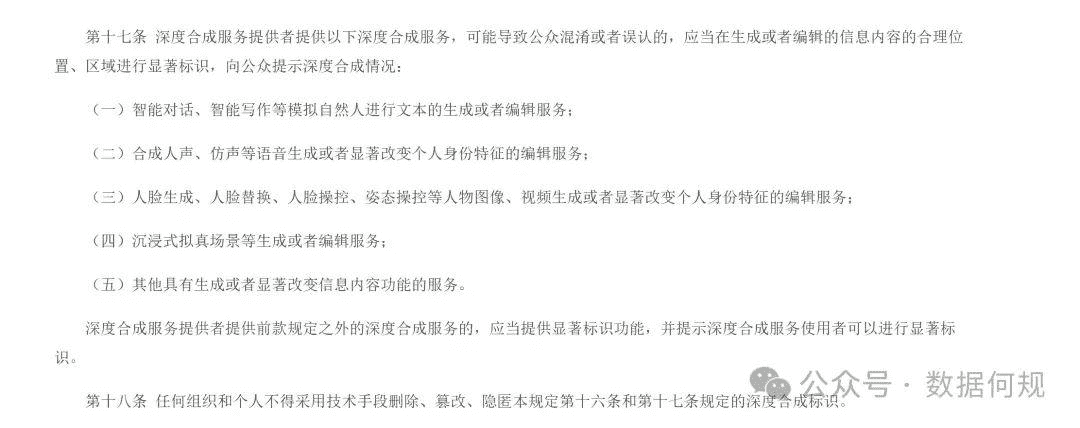 第十七条 深度合成服务提供者提供以下深度合成服务，可能导致公众混淆或者误认的，应当在生成或者编辑的信息内容的合理位
置、区域进行显著标识，向公众提示深度合成情况：
（一）智能对话、智能写作等模拟自然人进行文本的生成或者编辑服务；
（二）合成人声、仿声等语音生成或者显著改变个人身份特征的编辑服务；
（三）人脸生成、人脸替换、人脸操控、姿态操控等人物图像、视频生成或者显著改变个人身份特征的编辑服务；
（四）沉浸式拟真场景等生成或者编辑服务；
（五）其他具有生成或者显著改变信息内容功能的服务。
深度合成服务提供者提供前款规定之外的深度合成服务的，应当提供显著标识功能，并提示深度合成服务使用者可以进行显著标
识。
第十八条 任何组织和个人不得采用技术手段删除、篡改、隐匿本规定第十六条和第十七条规定的深度合成标识。
公众号·数据何规